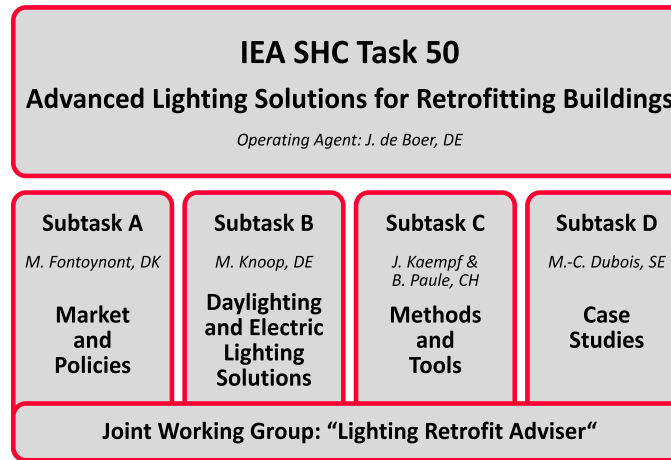 IEA SHC Task 50
Advanced Lighting Solutions for Retrofitting Buildings
Operating Agent: J. de Boer, DE
Subtask A
M. Fontoynont, DK
Market
and
Policies
Subtask B
M. Knoop, DE
Daylighting
and Electric
Lighting
Solutions
Subtask C
J. Kaempf &
B. Paule, CH
Methods
and
Tools
Subtask D
M.-C. Dubois, SE
Case
Studies
Joint Working Group: “Lighting Retrofit Adviser“